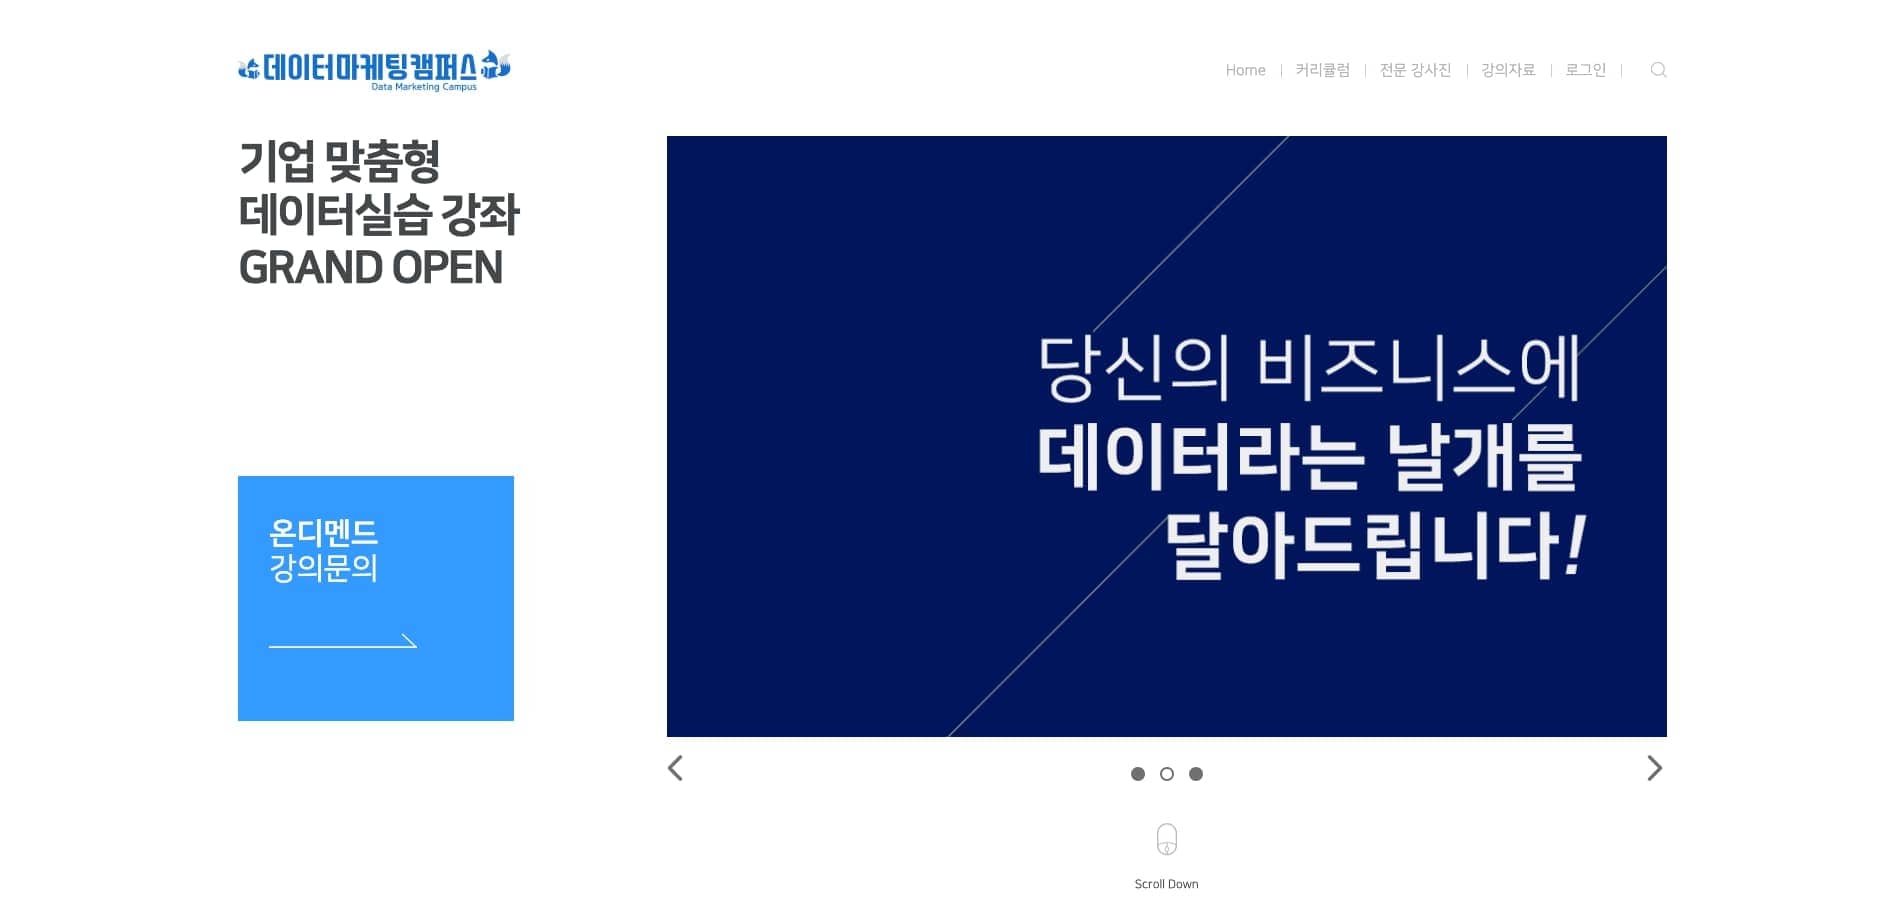 데이터마케팅캠퍼스
Data Marketing Campus
Home
커리큘럼
전문 강사진
강의자료
로그인
기업 맞춤형
데이터실습 강좌
GRAND OPEN
온디멘드
강의문의
당신의 비즈니스에
데이터라는 날개를
달아드립니다!
Scroll Down